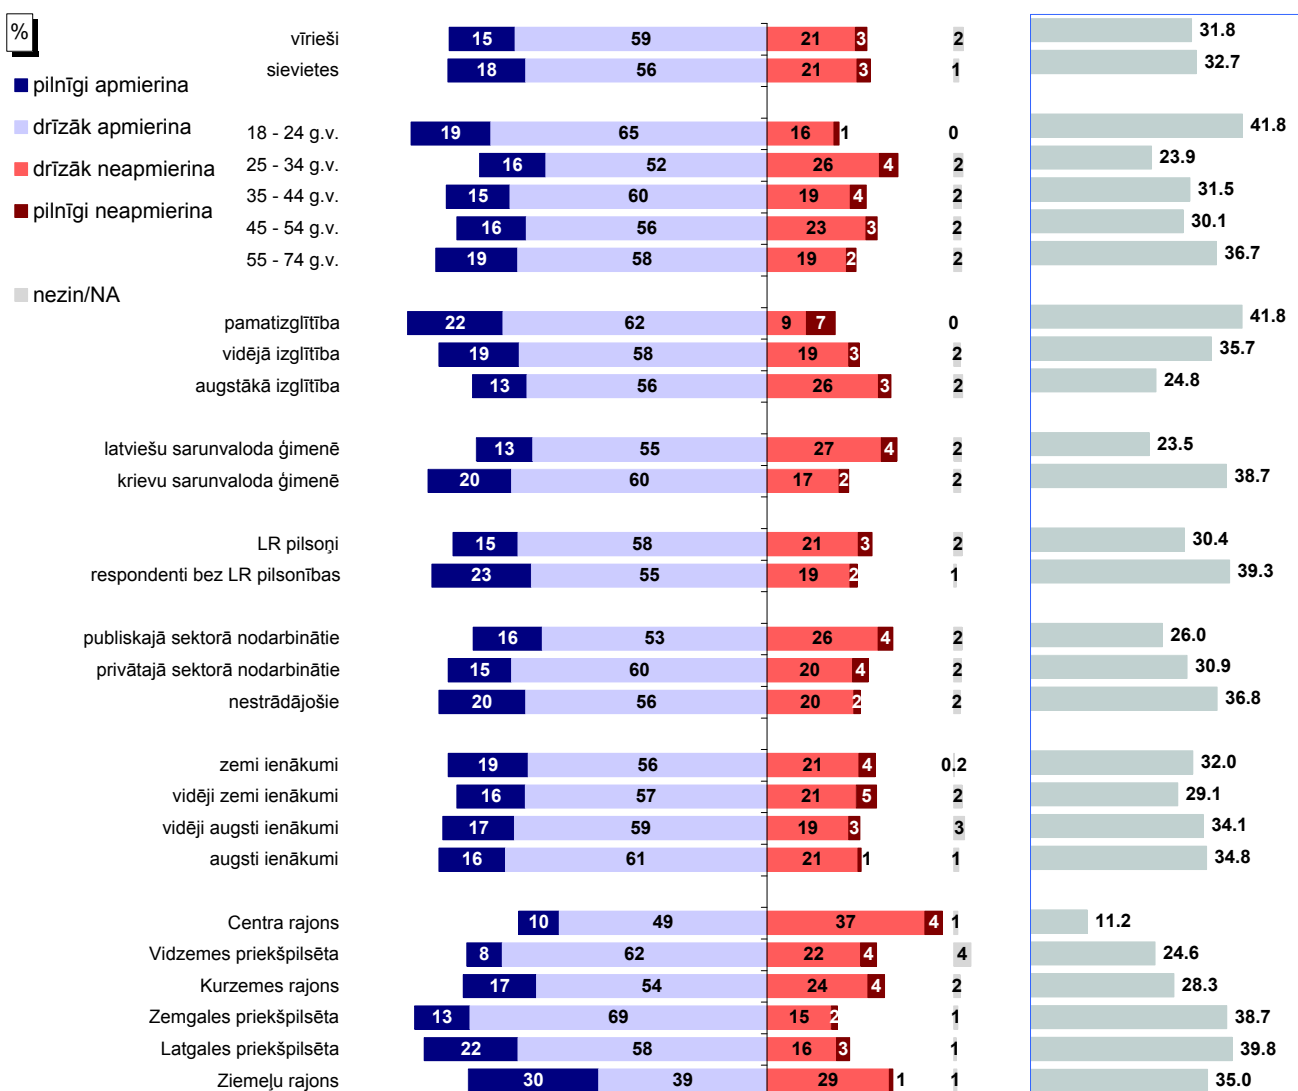 %
pilnīgi apmierina
drīzāk apmierina
drīzāk neapmierina
pilnīgi neapmierina
nezin/NA
vīrieši 15 59 21 3 2 31.8
sievietes 18 56 21 3 1 32.7
18 - 24 g.v. 19 65 16 1 0 41.8
25 - 34 g.v. 16 52 26 4 2 23.9
35 - 44 g.v. 15 60 19 4 2 31.5
45 - 54 g.v. 16 56 23 3 2 30.1
55 - 74 g.v. 19 58 19 2 2 36.7
pamatizglītība 22 62 9 7 0 41.8
vidējā izglītība 19 58 19 3 2 35.7
augstākā izglītība 13 56 26 3 2 24.8
latviešu sarunvaloda ģimenē 13 55 27 4 2 23.5
krievu sarunvaloda ģimenē 20 60 17 2 2 38.7
LR pilsoņi 15 58 21 3 2 30.4
respondenti bez LR pilsonības 23 55 19 2 1 39.3
publiskajā sektorā nodarbinātie 16 53 26 4 2 26.0
privātajā sektorā nodarbinātie 15 60 20 4 2 30.9
nestrādājošie 20 56 20 2 2 36.8
zemi ienākumi 19 56 21 4 0.2 32.0
vidēji zemi ienākumi 16 57 21 5 2 29.1
vidēji augsti ienākumi 17 59 19 3 3 34.1
augsti ienākumi 16 61 21 1 1 34.8
Centra rajons 10 49 37 4 1 11.2
Vidzemes priekšpilsēta 8 62 22 4 4 24.6
Kurzemes rajons 17 54 24 4 2 28.3
Zemgales priekšpilsēta 13 69 15 2 1 38.7
Latgales priekšpilsēta 22 58 16 3 1 39.8
Ziemeļu rajons 30 39 29 1 1 35.0